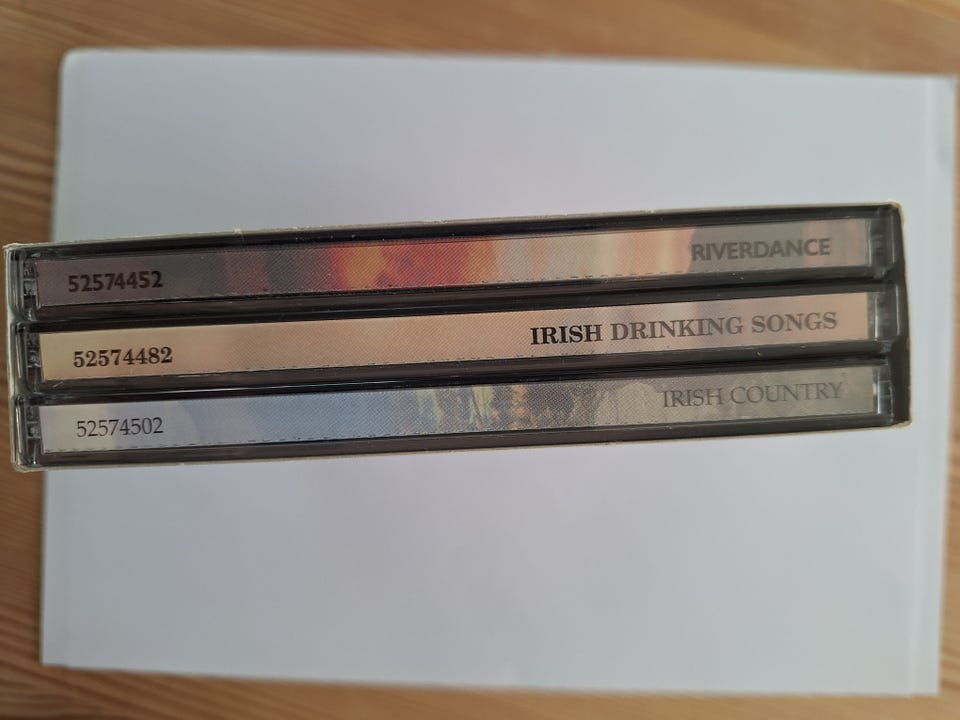 52574452 RIVERDANCE
52574482 IRISH DRINKING SONGS
52574502 IRISH COUNTRY